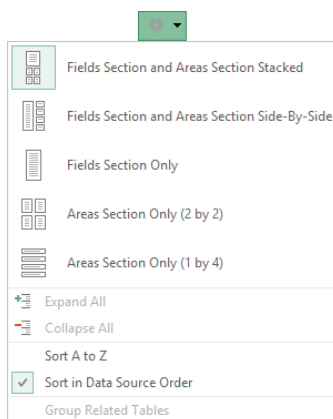 Fields Section and Areas Section Stacked
Fields Section and Areas Section Side-By-Side
Fields Section Only
Areas Section Only (2 by 2)
Areas Section Only (1 by 4)
Expand All
Collapse All
Sort A to Z
Sort in Data Source Order
Group Related Tables